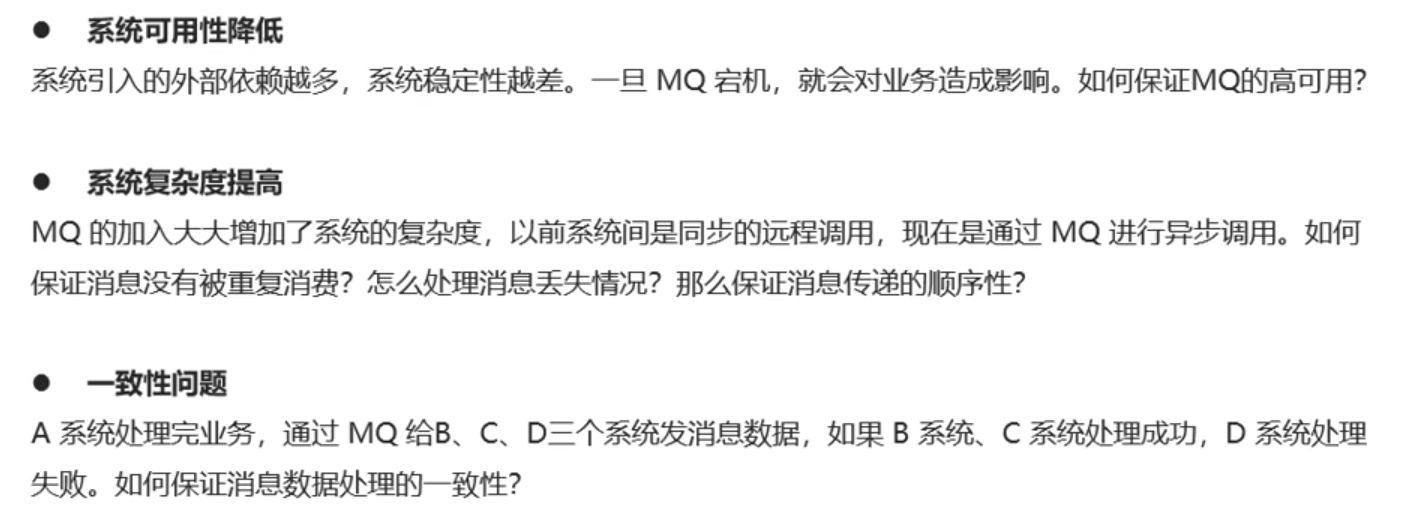 ● 系统可用性降低
系统引入的外部依赖越多，系统稳定性越差。一旦 MQ 宕机，就会对业务造成影响。如何保证MQ的高可用？
● 系统复杂度提高
MQ 的加入大大增加了系统的复杂度，以前系统间是同步的远程调用，现在是通过 MQ 进行异步调用。如何
保证消息没有被重复消费？怎么处理消息丢失情况？那么保证消息传递的顺序性？
● 一致性问题
A 系统处理完业务，通过 MQ 给B、C、D三个系统发消息数据，如果 B 系统、C 系统处理成功，D 系统处理
失败。如何保证消息数据处理的一致性？